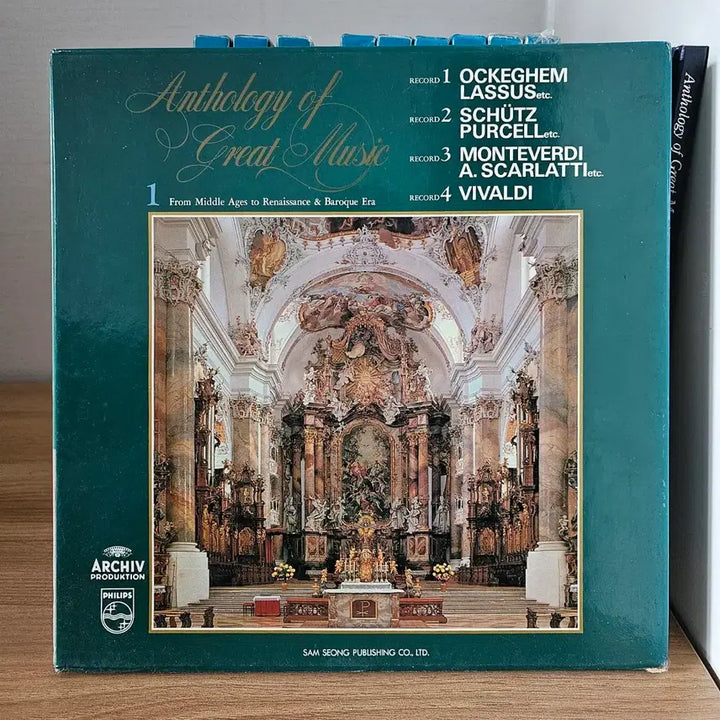 Anthology of
Great Music
1 From Middle Ages to Renaissance & Baroque Era
RECORD 1 OCKEGHEM
LASSUS etc.
RECORD 2 SCHÜTZ
PURCELL etc.
RECORD 3 MONTEVERDI
A. SCARLATTI etc.
RECORD 4 VIVALDI
ARCHIV
PRODUKTION
PHILIPS
SAM SEONG PUBLISHING CO., LTD.
Anthology of Great